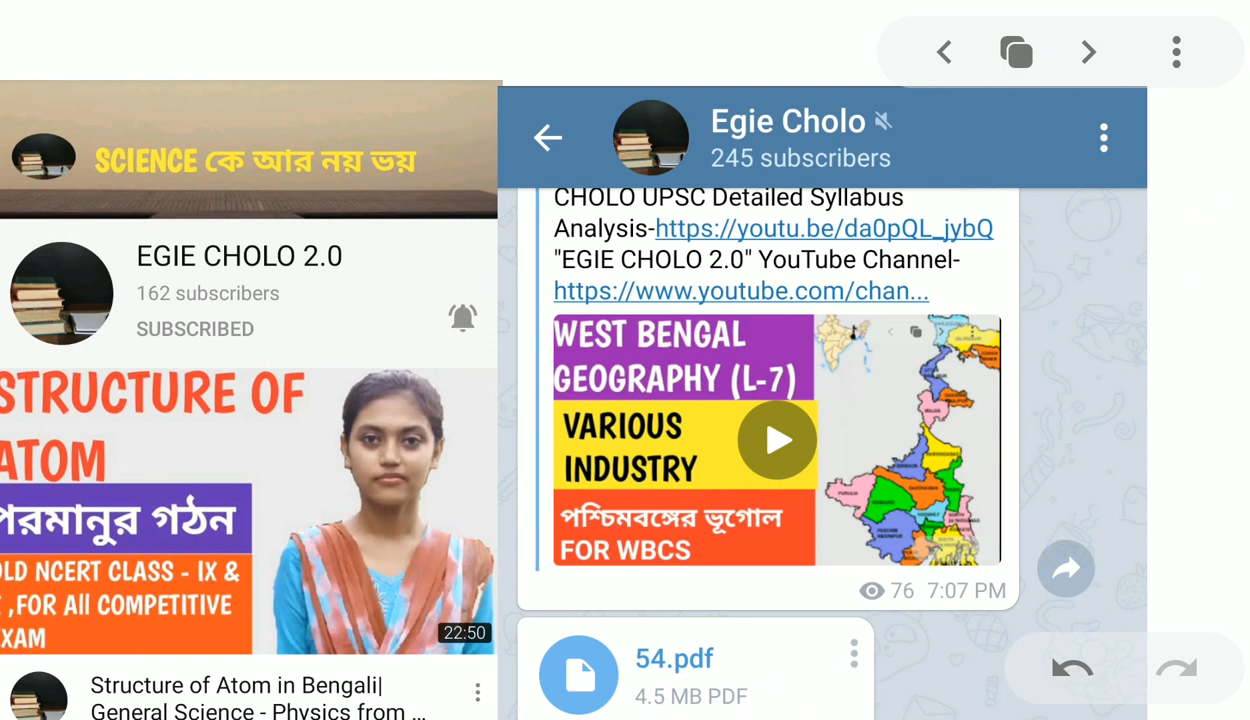 SCIENCE কে আর নয় ভয়
EGIE CHOLO 2.0
162 subscribers
SUBSCRIBED
STRUCTURE OF
ATOM
পরমানুর গঠন
OLD NCERT CLASS - IX &
,FOR All COMPETITIVE
EXAM
22:50
Structure of Atom in Bengali|
General Science - Physics from ...
Egie Cholo
245 subscribers
CHOLO UPSC Detailed Syllabus
Analysis-https://youtu.be/da0pQL_jybQ
"EGIE CHOLO 2.0" YouTube Channel-
https://www.youtube.com/chan...
WEST BENGAL
GEOGRAPHY (L-7)
VARIOUS
INDUSTRY
পশ্চিমবঙ্গের ভূগোল
FOR WBCS
76 7:07 PM
54.pdf
4.5 MB PDF